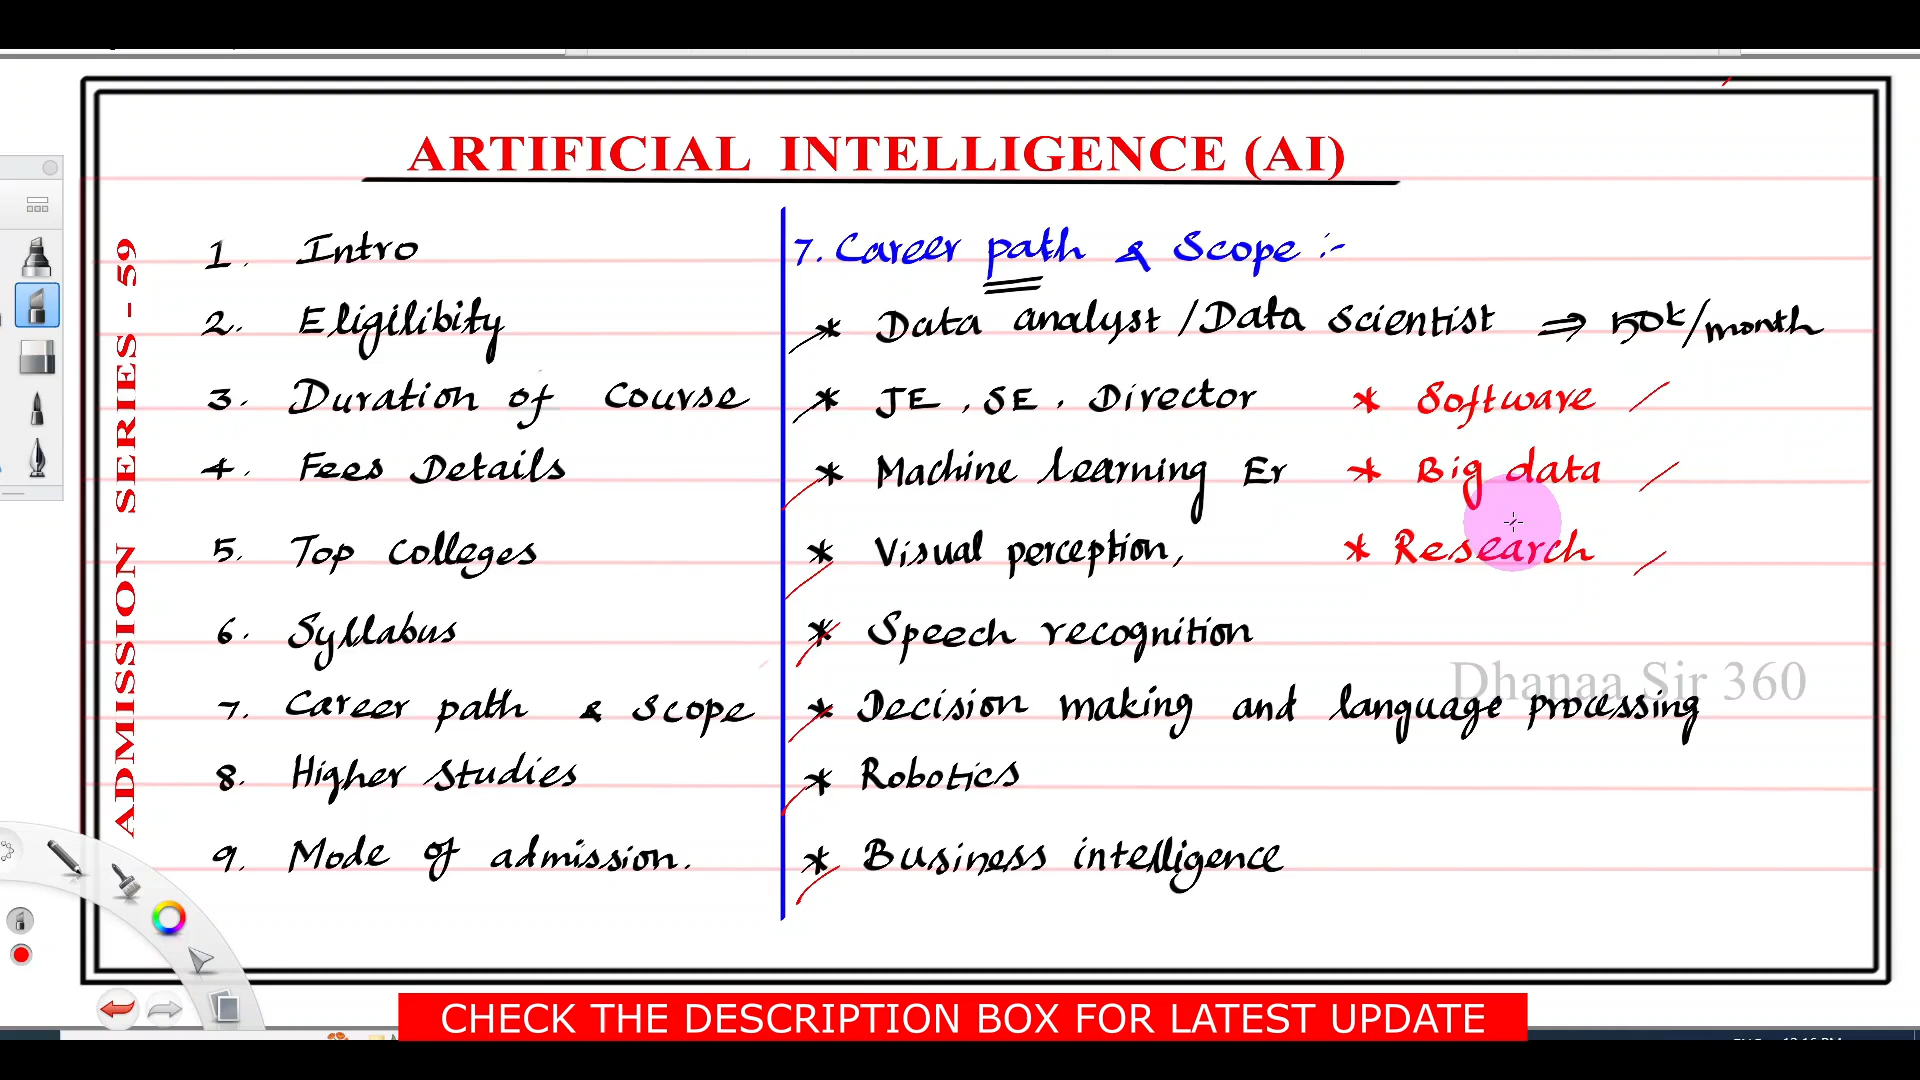 ARTIFICIAL INTELLIGENCE (AI)
ADMISSION SERIES - 59
1. Intro
2. Eligilibity
3. Duration of Course
4. Fees Details
5. Top Colleges
6. Syllabus
7. Career path & Scope
8. Higher Studies
9. Mode of admission.
7. Career path & Scope :-
* Data analyst / Data Scientist ⇒ 50k/month
* JE, SE, Director * Software
* Machine learning Er * Big data
* Visual perception, * Research
* Speech recognition
Dhanaa Sir 360
* Decision making and language processing
* Robotics
* Business intelligence
CHECK THE DESCRIPTION BOX FOR LATEST UPDATE